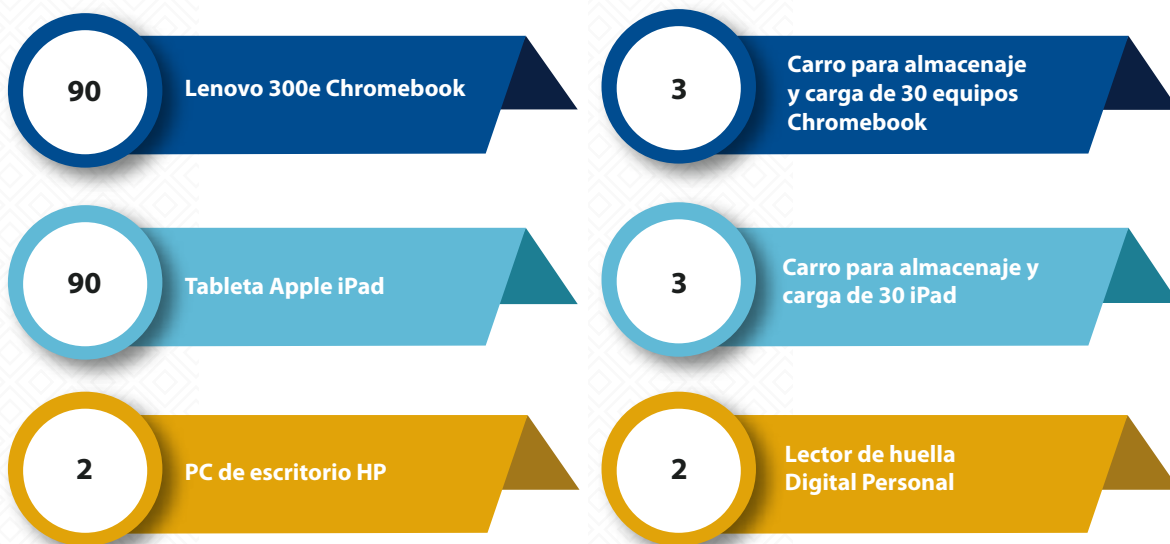 90
Lenovo 300e Chromebook
3
Carro para almacenaje
y carga de 30 equipos
Chromebook
90
Tableta Apple iPad
3
Carro para almacenaje y
carga de 30 iPad
2
PC de escritorio HP
2
Lector de huella
Digital Personal